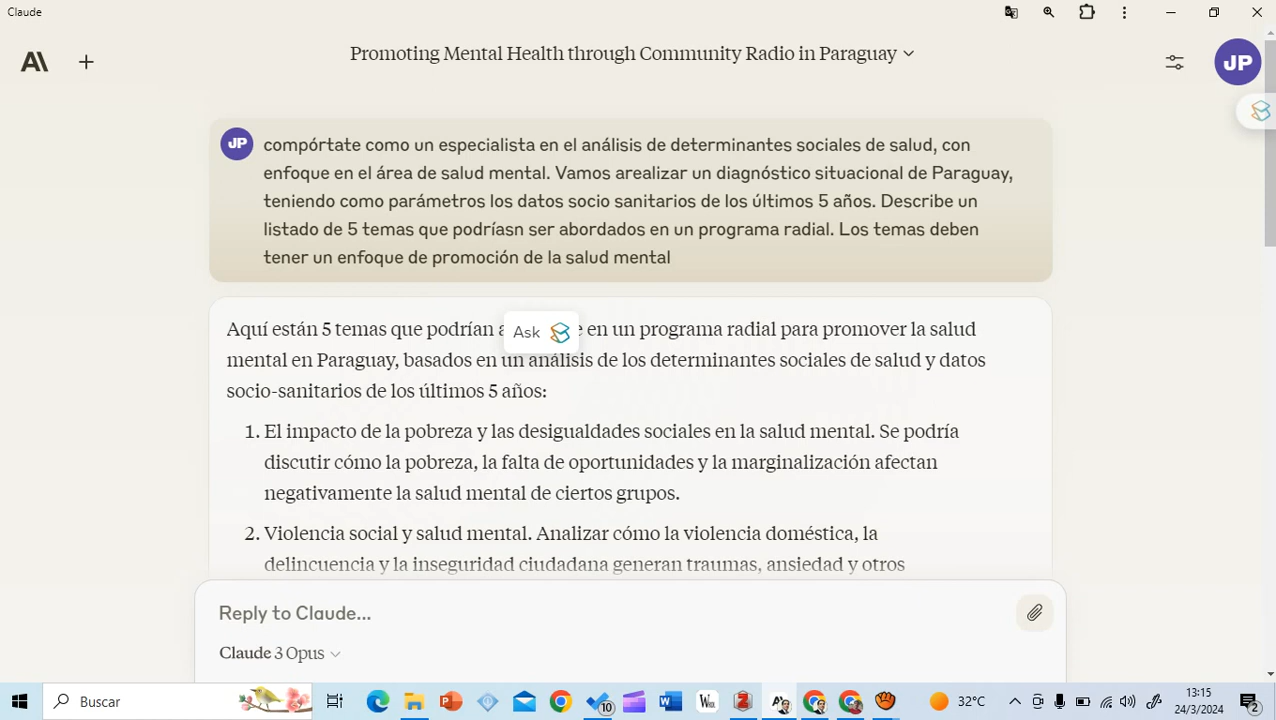 Claude
Promoting Mental Health through Community Radio in Paraguay
JP
JP
compórtate como un especialista en el análisis de determinantes sociales de salud, con
enfoque en el área de salud mental. Vamos arealizar un diagnóstico situacional de Paraguay,
teniendo como parámetros los datos socio sanitarios de los últimos 5 años. Describe un
listado de 5 temas que podríasn ser abordados en un programa radial. Los temas deben
tener un enfoque de promoción de la salud mental
Aquí están 5 temas que podrían a Ask e en un programa radial para promover la salud
mental en Paraguay, basados en un análisis de los determinantes sociales de salud y datos
socio-sanitarios de los últimos 5 años:
1. El impacto de la pobreza y las desigualdades sociales en la salud mental. Se podría
discutir cómo la pobreza, la falta de oportunidades y la marginalización afectan
negativamente la salud mental de ciertos grupos.
2. Violencia social y salud mental. Analizar cómo la violencia doméstica, la
delincuencia y la inseguridad ciudadana generan traumas, ansiedad y otros
Reply to Claude...
Claude 3 Opus
Buscar
10
32°C
13:15
24/3/2024
2